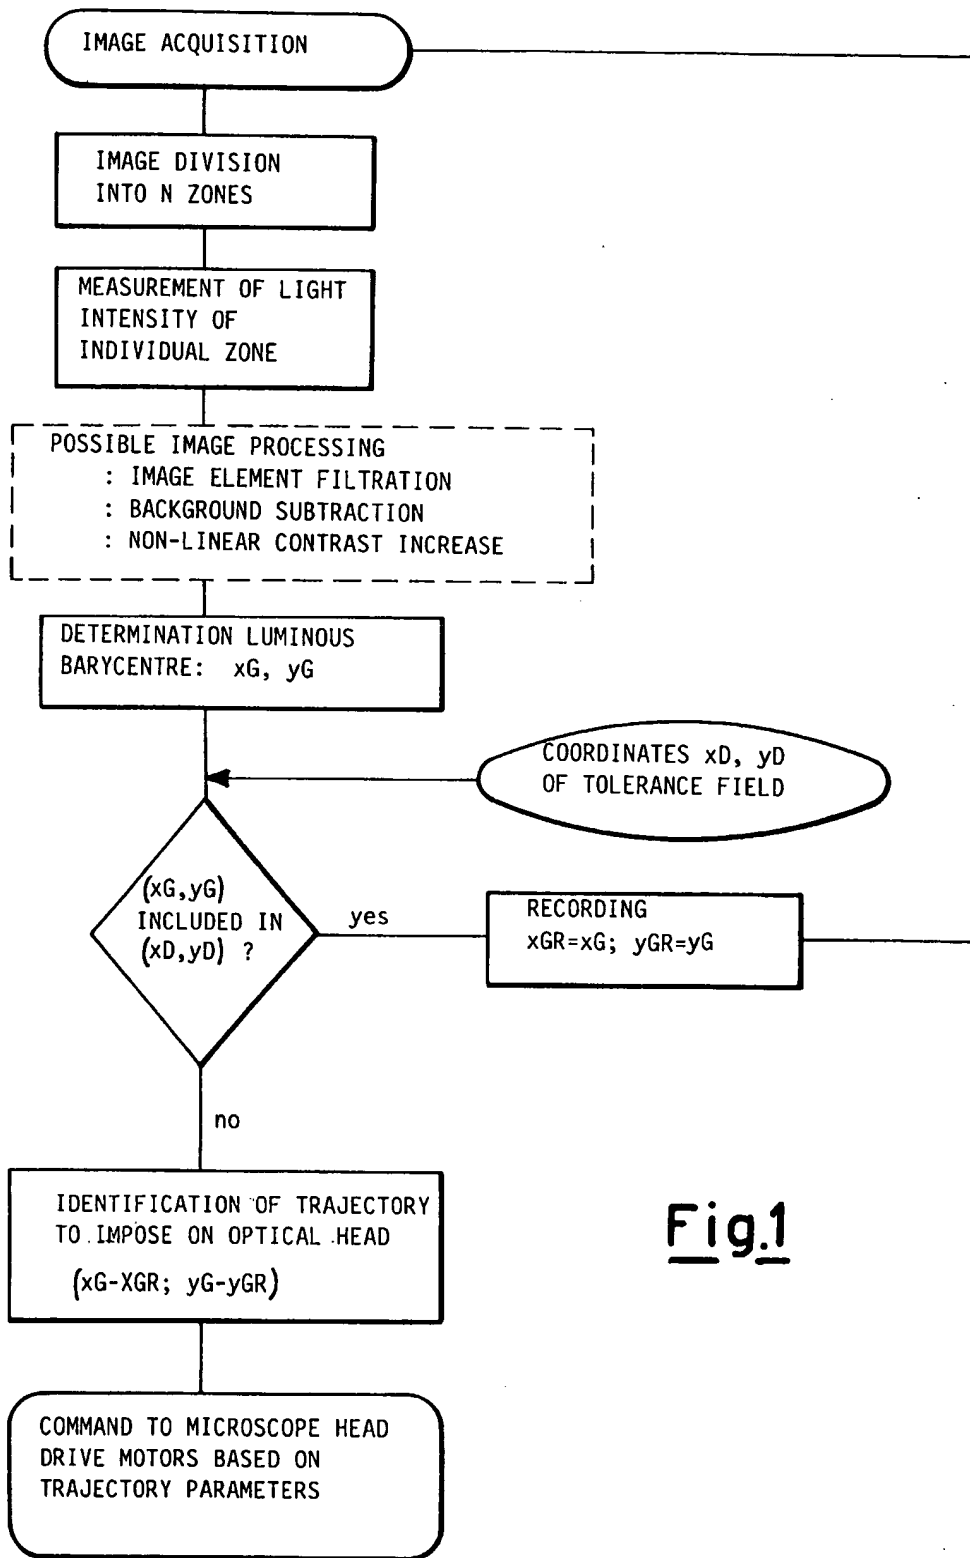 IMAGE ACQUISITION
IMAGE DIVISION
INTO N ZONES
MEASUREMENT OF LIGHT
INTENSITY OF
INDIVIDUAL ZONE
POSSIBLE IMAGE PROCESSING
: IMAGE ELEMENT FILTRATION
: BACKGROUND SUBTRACTION
: NON-LINEAR CONTRAST INCREASE
DETERMINATION LUMINOUS
BARYCENTRE: xG, yG
COORDINATES xD, yD
OF TOLERANCE FIELD
(xG,yG)
INCLUDED IN
(xD,yD) ?
yes
RECORDING
xGR=xG; yGR=yG
no
IDENTIFICATION OF TRAJECTORY
TO IMPOSE ON OPTICAL HEAD
(xG-XGR; yG-yGR)
Fig.1
COMMAND TO MICROSCOPE HEAD
DRIVE MOTORS BASED ON
TRAJECTORY PARAMETERS